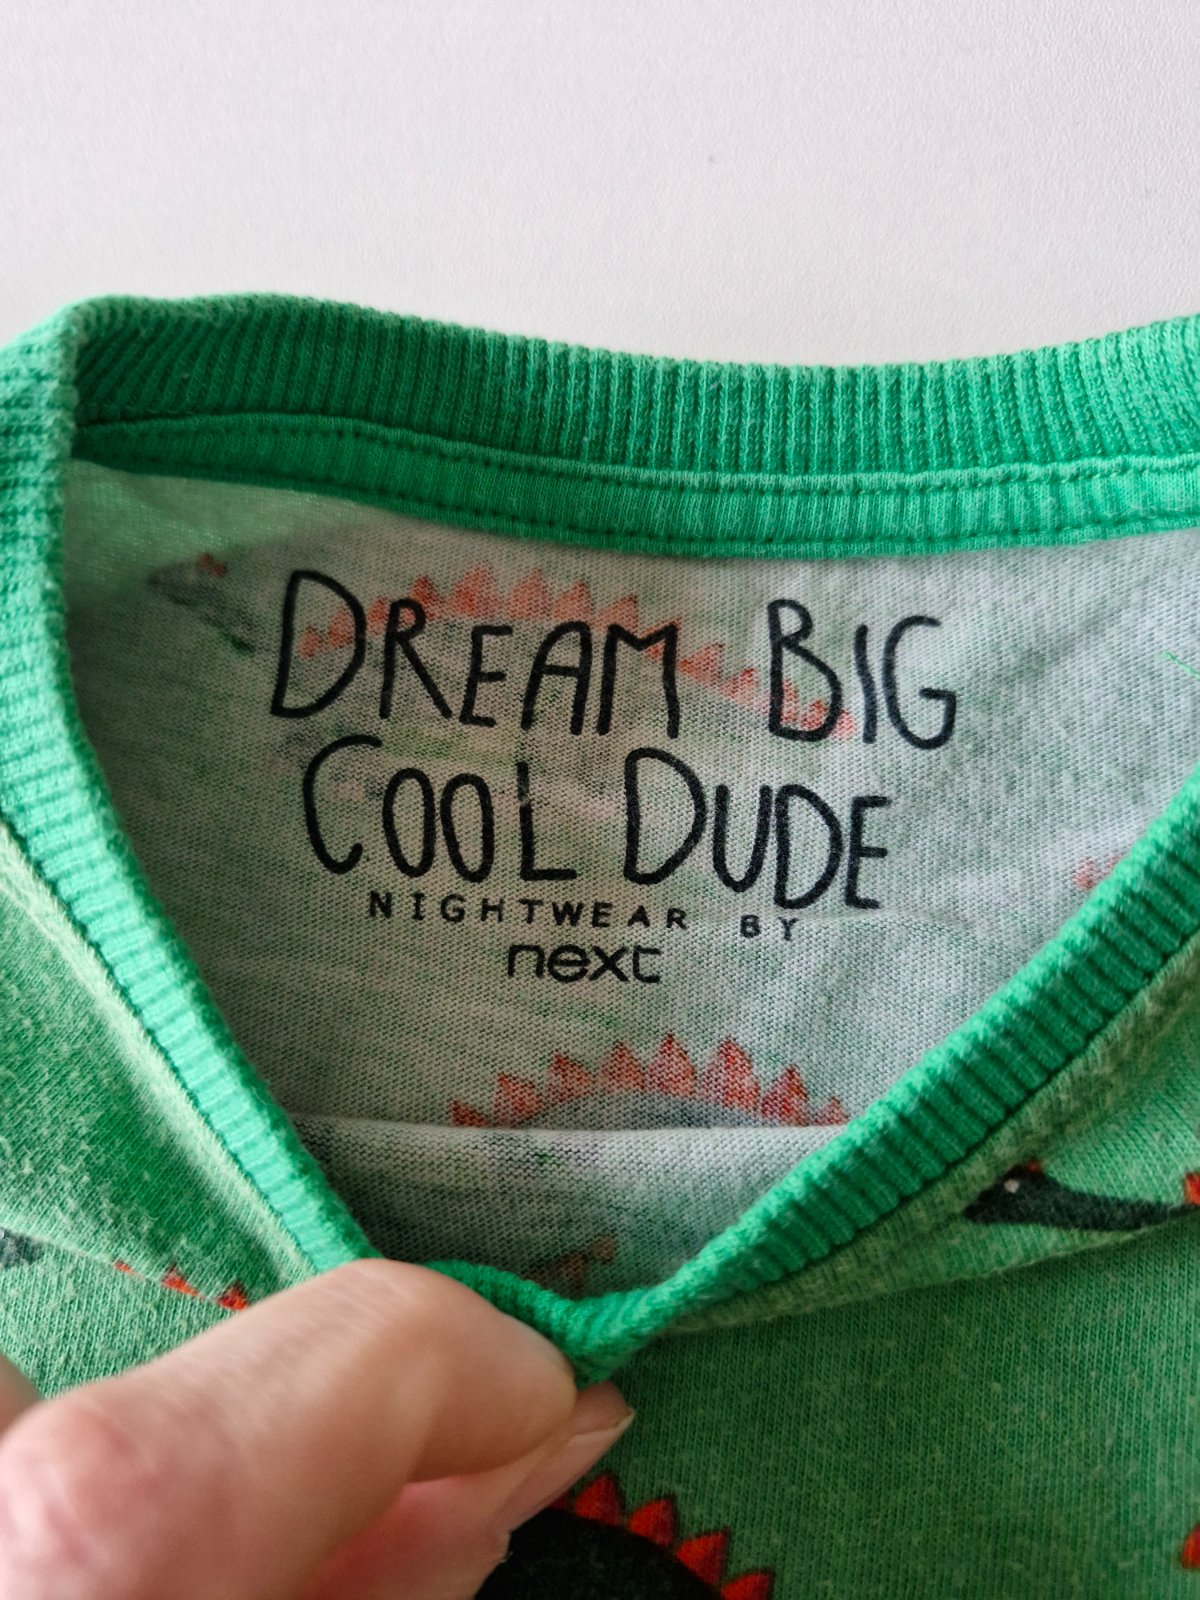 DREAM BIG
COOL DUDE
NIGHTWEAR BY
next